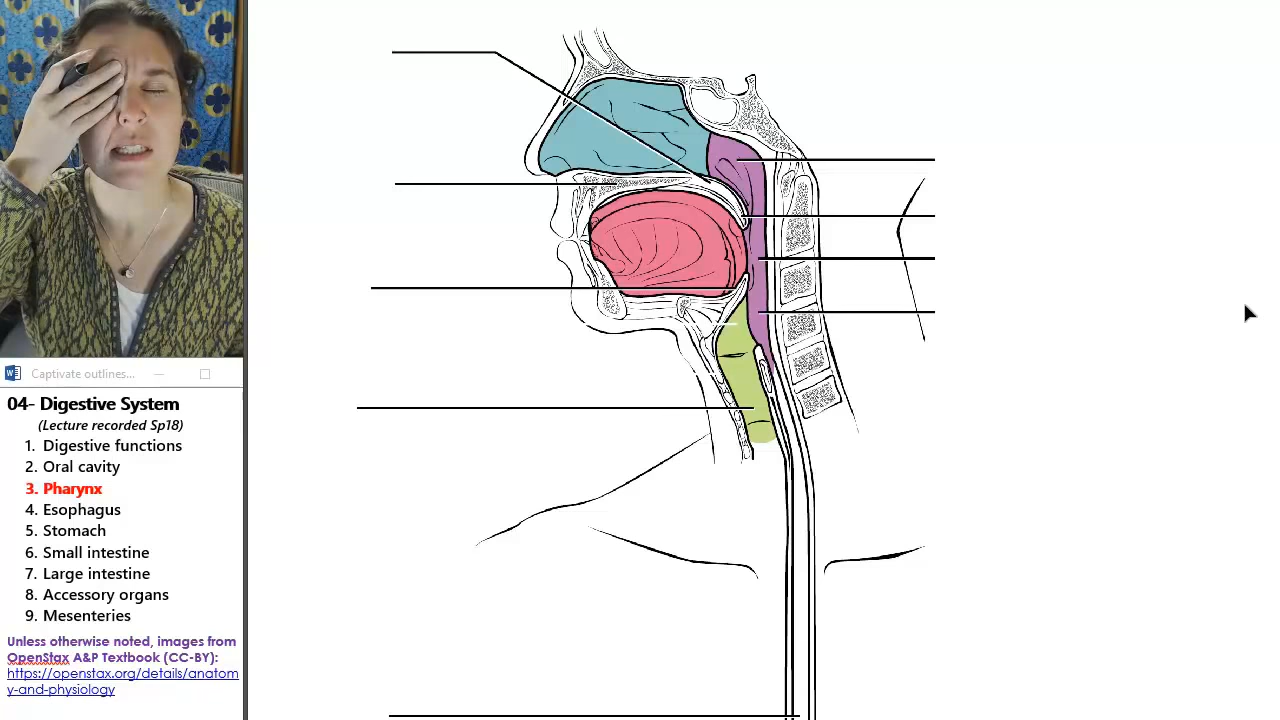 Captivate outlines...
04- Digestive System
(Lecture recorded Sp18)
1. Digestive functions
2. Oral cavity
3. Pharynx
4. Esophagus
5. Stomach
6. Small intestine
7. Large intestine
8. Accessory organs
9. Mesenteries
Unless otherwise noted, images from
OpenStax A&P Textbook (CC-BY):
https://openstax.org/details/anatom
y-and-physiology